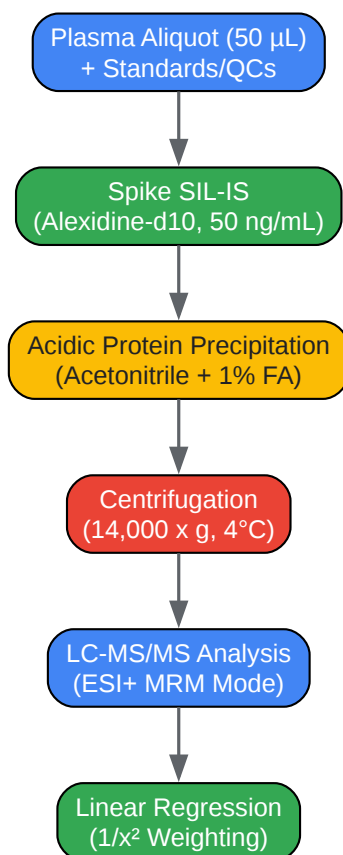 Plasma Aliquot (50 µL)
+ Standards/QCs
Spike SIL-IS
(Alexidine-d10, 50 ng/mL)
Acidic Protein Precipitation
(Acetonitrile + 1% FA)
Centrifugation
(14,000 x g, 4°C)
LC-MS/MS Analysis
(ESI+ MRM Mode)
Linear Regression
(1/x² Weighting)